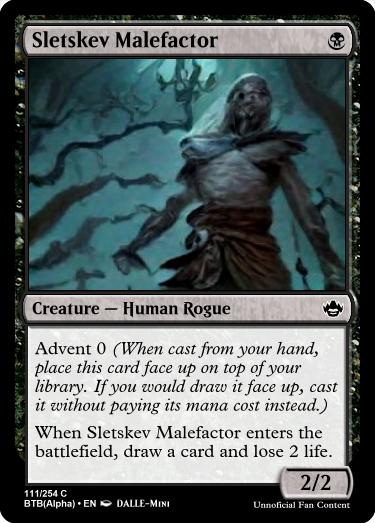 Sletskev Malefactor
Creature — Human Rogue
Advent 0 (When cast from your hand,
place this card face up on top of your
library. If you would draw it face up, cast
it without paying its mana cost instead.)
When Sletskev Malefactor enters the
battlefield, draw a card and lose 2 life.
2/2
111/254 C
BTB(Alpha) • EN DALLE-Mini
Unofficial Fan Content